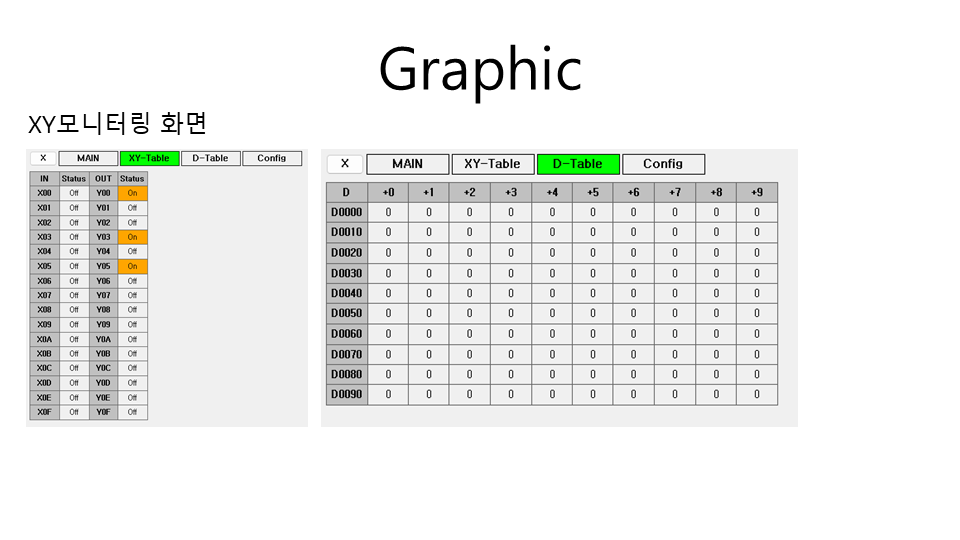 Graphic
XY모니터링 화면
X MAIN XY-Table D-Table Config
IN Status OUT Status
X00 Off Y00 On
X01 Off Y01 Off
X02 Off Y02 Off
X03 Off Y03 On
X04 Off Y04 Off
X05 Off Y05 On
X06 Off Y06 Off
X07 Off Y07 Off
X08 Off Y08 Off
X09 Off Y09 Off
X0A Off Y0A Off
X0B Off Y0B Off
X0C Off Y0C Off
X0D Off Y0D Off
X0E Off Y0E Off
X0F Off Y0F Off
X MAIN XY-Table D-Table Config
D +0 +1 +2 +3 +4 +5 +6 +7 +8 +9
D0000 0 0 0 0 0 0 0 0 0 0
D0010 0 0 0 0 0 0 0 0 0 0
D0020 0 0 0 0 0 0 0 0 0 0
D0030 0 0 0 0 0 0 0 0 0 0
D0040 0 0 0 0 0 0 0 0 0 0
D0050 0 0 0 0 0 0 0 0 0 0
D0060 0 0 0 0 0 0 0 0 0 0
D0070 0 0 0 0 0 0 0 0 0 0
D0080 0 0 0 0 0 0 0 0 0 0
D0090 0 0 0 0 0 0 0 0 0 0